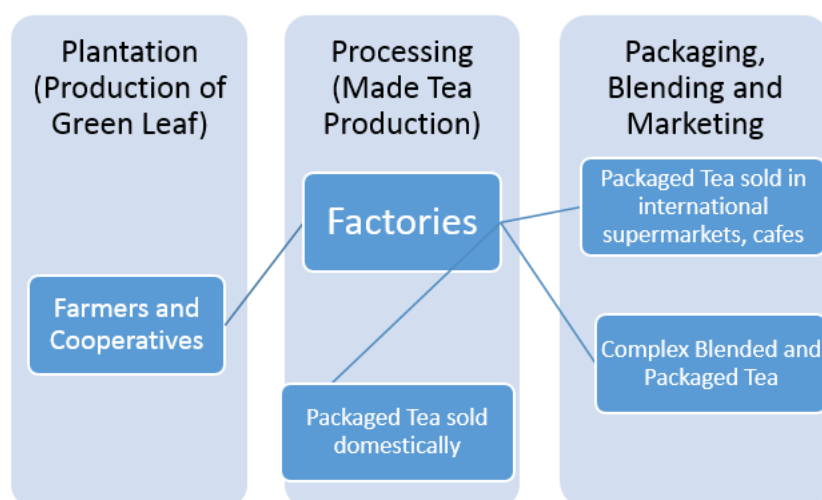 Plantation
(Production of
Green Leaf)
Farmers and
Cooperatives
Processing
(Made Tea
Production)
Factories
Packaged Tea sold
domestically
Packaging,
Blending and
Marketing
Packaged Tea sold in
international
supermarkets, cafes
Complex Blended and
Packaged Tea